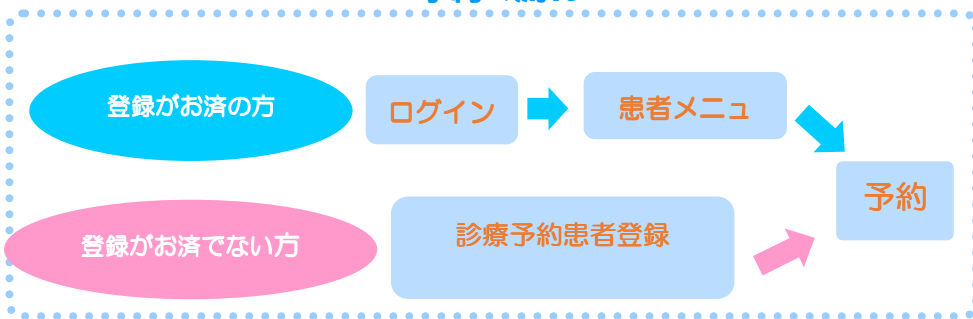 登録がお済の方
ログイン
患者メニュ
予約
登録がお済でない方
診療予約患者登録